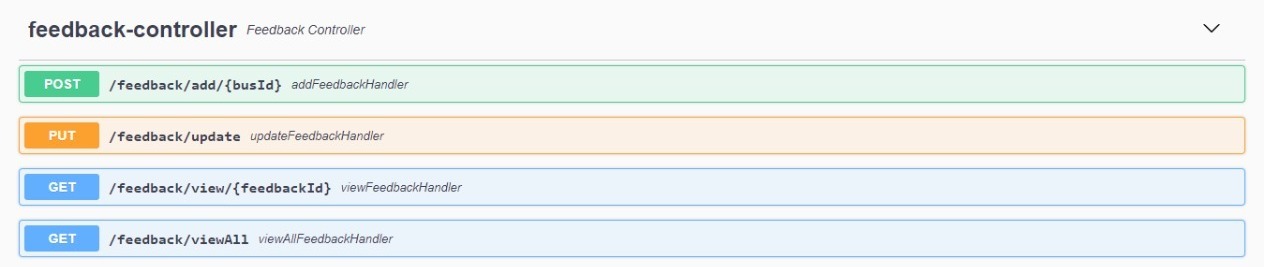 feedback-controller Feedback Controller
POST /feedback/add/{busId} addFeedbackHandler
PUT /feedback/update updateFeedbackHandler
GET /feedback/view/{feedbackId} viewFeedbackHandler
GET /feedback/viewAll viewAllFeedbackHandler